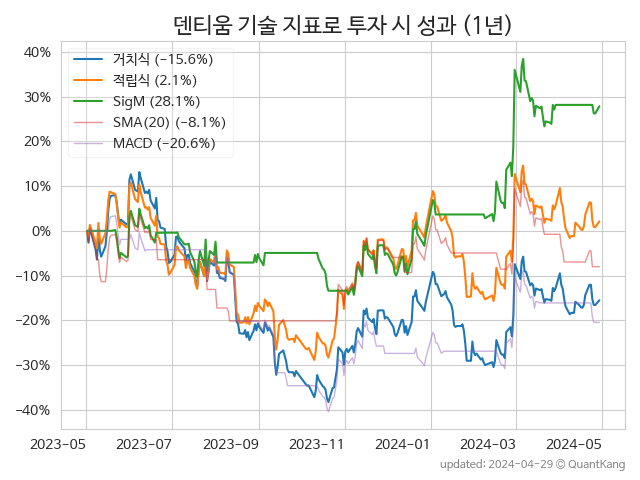 덴티움 기술 지표로 투자 시 성과 (1년)
거치식 (−15.6%)
적립식 (2.1%)
SigM (28.1%)
SMA(20) (−8.1%)
MACD (−20.6%)
40%
30%
20%
10%
0%
−10%
−20%
−30%
−40%
2023-05 2023-07 2023-09 2023-11 2024-01 2024-03 2024-05
updated: 2024-04-29 © QuantKang